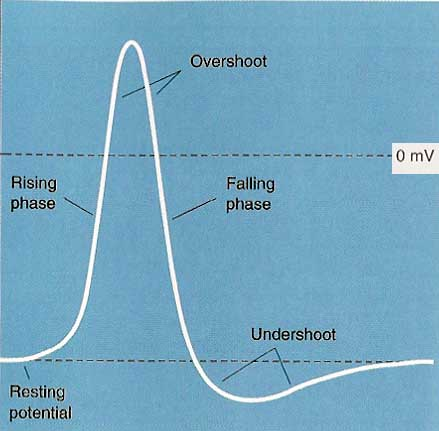 Overshoot
0 mV
Rising
phase
Falling
phase
Undershoot
Resting
potential